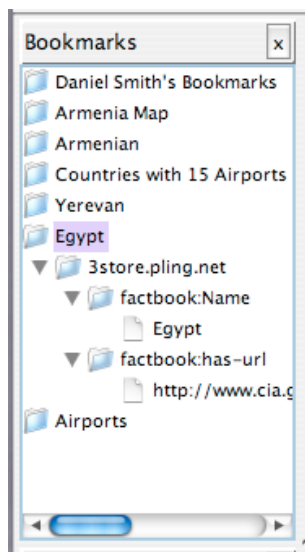 Bookmarks x
Daniel Smith's Bookmarks
Armenia Map
Armenian
Countries with 15 Airports
Yerevan
Egypt
3store.pling.net
factbook:Name
Egypt
factbook:has-url
http://www.cia.g
Airports